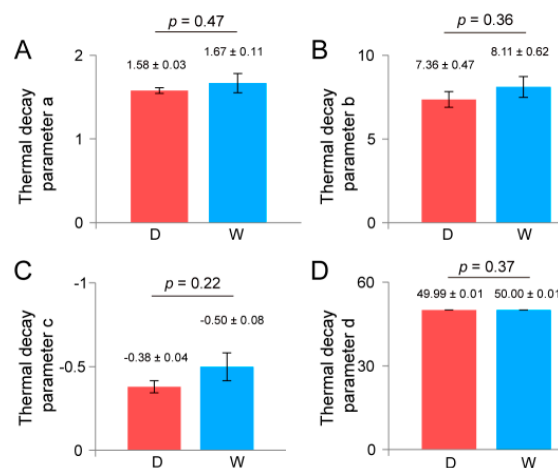 A
p = 0.47
1.58 ± 0.03
1.67 ± 0.11
Thermal decay
parameter a
2
1
0
D
W
B
p = 0.36
7.36 ± 0.47
8.11 ± 0.62
Thermal decay
parameter b
10
5
0
D
W
C
p = 0.22
-0.38 ± 0.04
-0.50 ± 0.08
Thermal decay
parameter c
-1
-0.5
0
D
W
D
p = 0.37
49.99 ± 0.01
50.00 ± 0.01
Thermal decay
parameter d
60
30
0
D
W